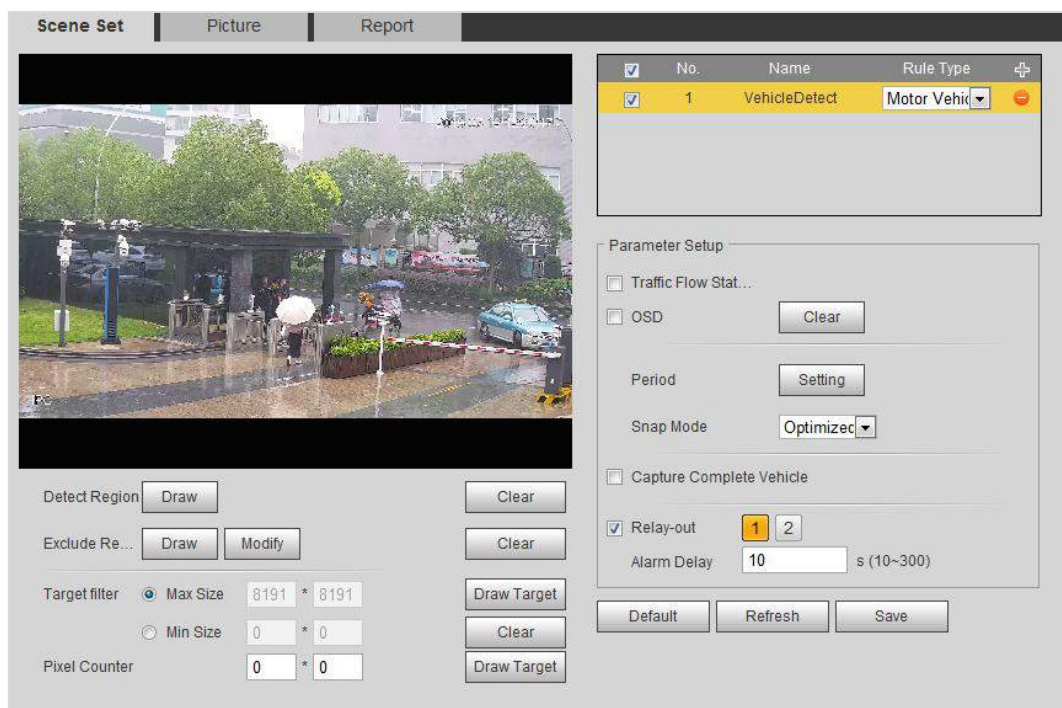 Scene Set Picture Report
No. Name Rule Type
1 VehicleDetect Motor Vehic
Parameter Setup
Traffic Flow Stat...
OSD Clear
Period Setting
Snap Mode Optimized
Capture Complete Vehicle
Relay-out 1 2
Alarm Delay 10 s (10~300)
Default Refresh Save
PC
Detect Region Draw Clear
Exclude Re... Draw Modify Clear
Target filter Max Size 8191 * 8191 Draw Target
Min Size 0 * 0 Clear
Pixel Counter 0 * 0 Draw Target